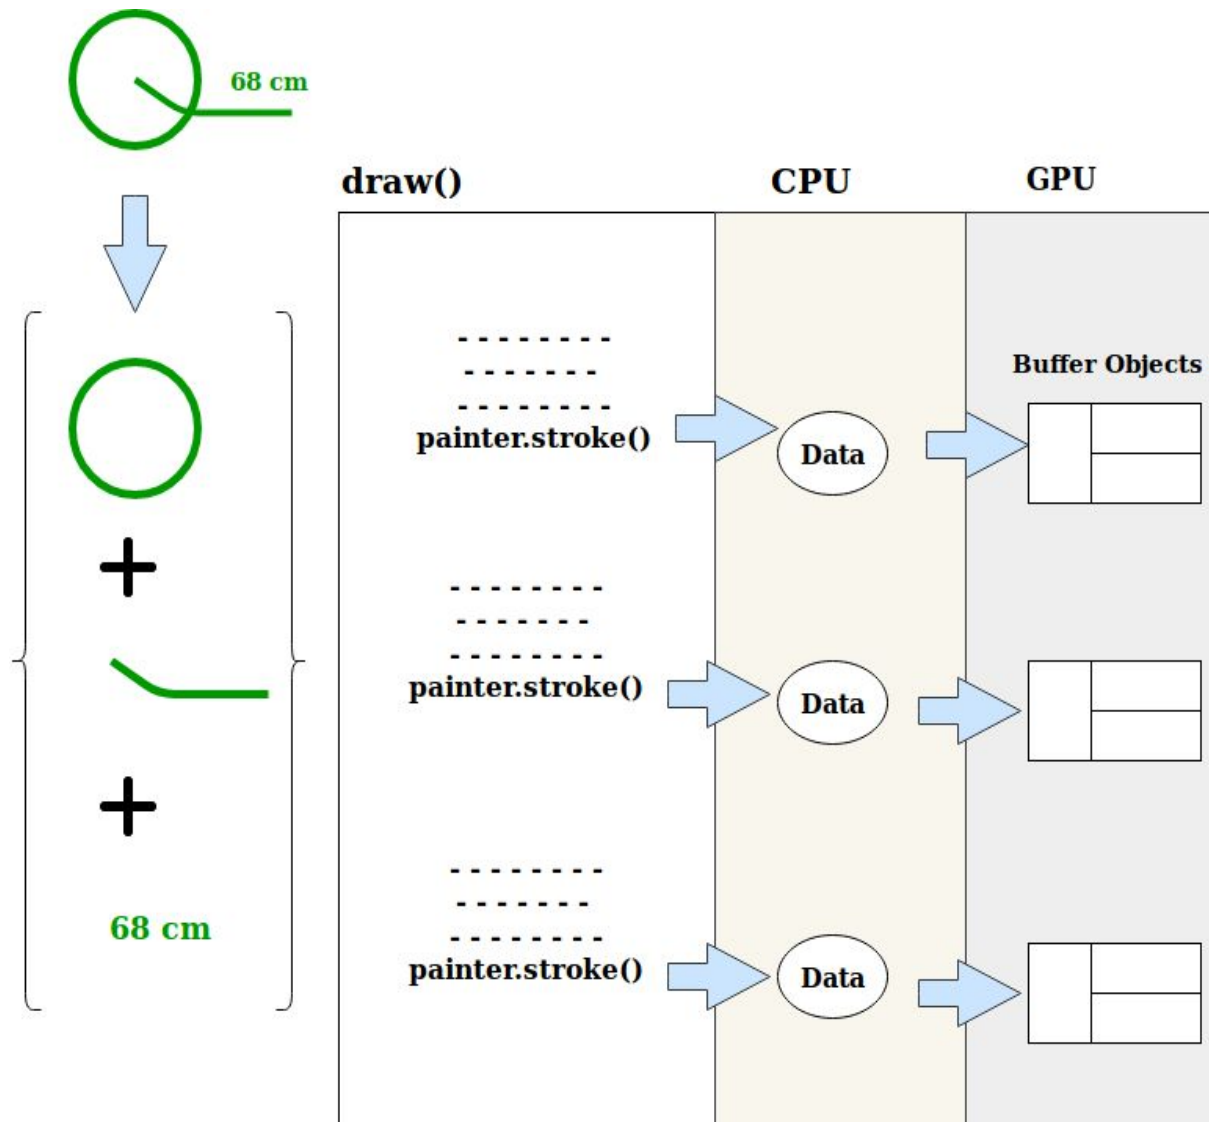 68 cm
draw()
CPU
GPU
- - - - - - - -
- - - - - - -
- - - - - - - -
painter.stroke()
Data
Buffer Objects
- - - - - - - -
- - - - - - -
- - - - - - - -
painter.stroke()
Data
- - - - - - - -
- - - - - - -
- - - - - - - -
painter.stroke()
Data
68 cm